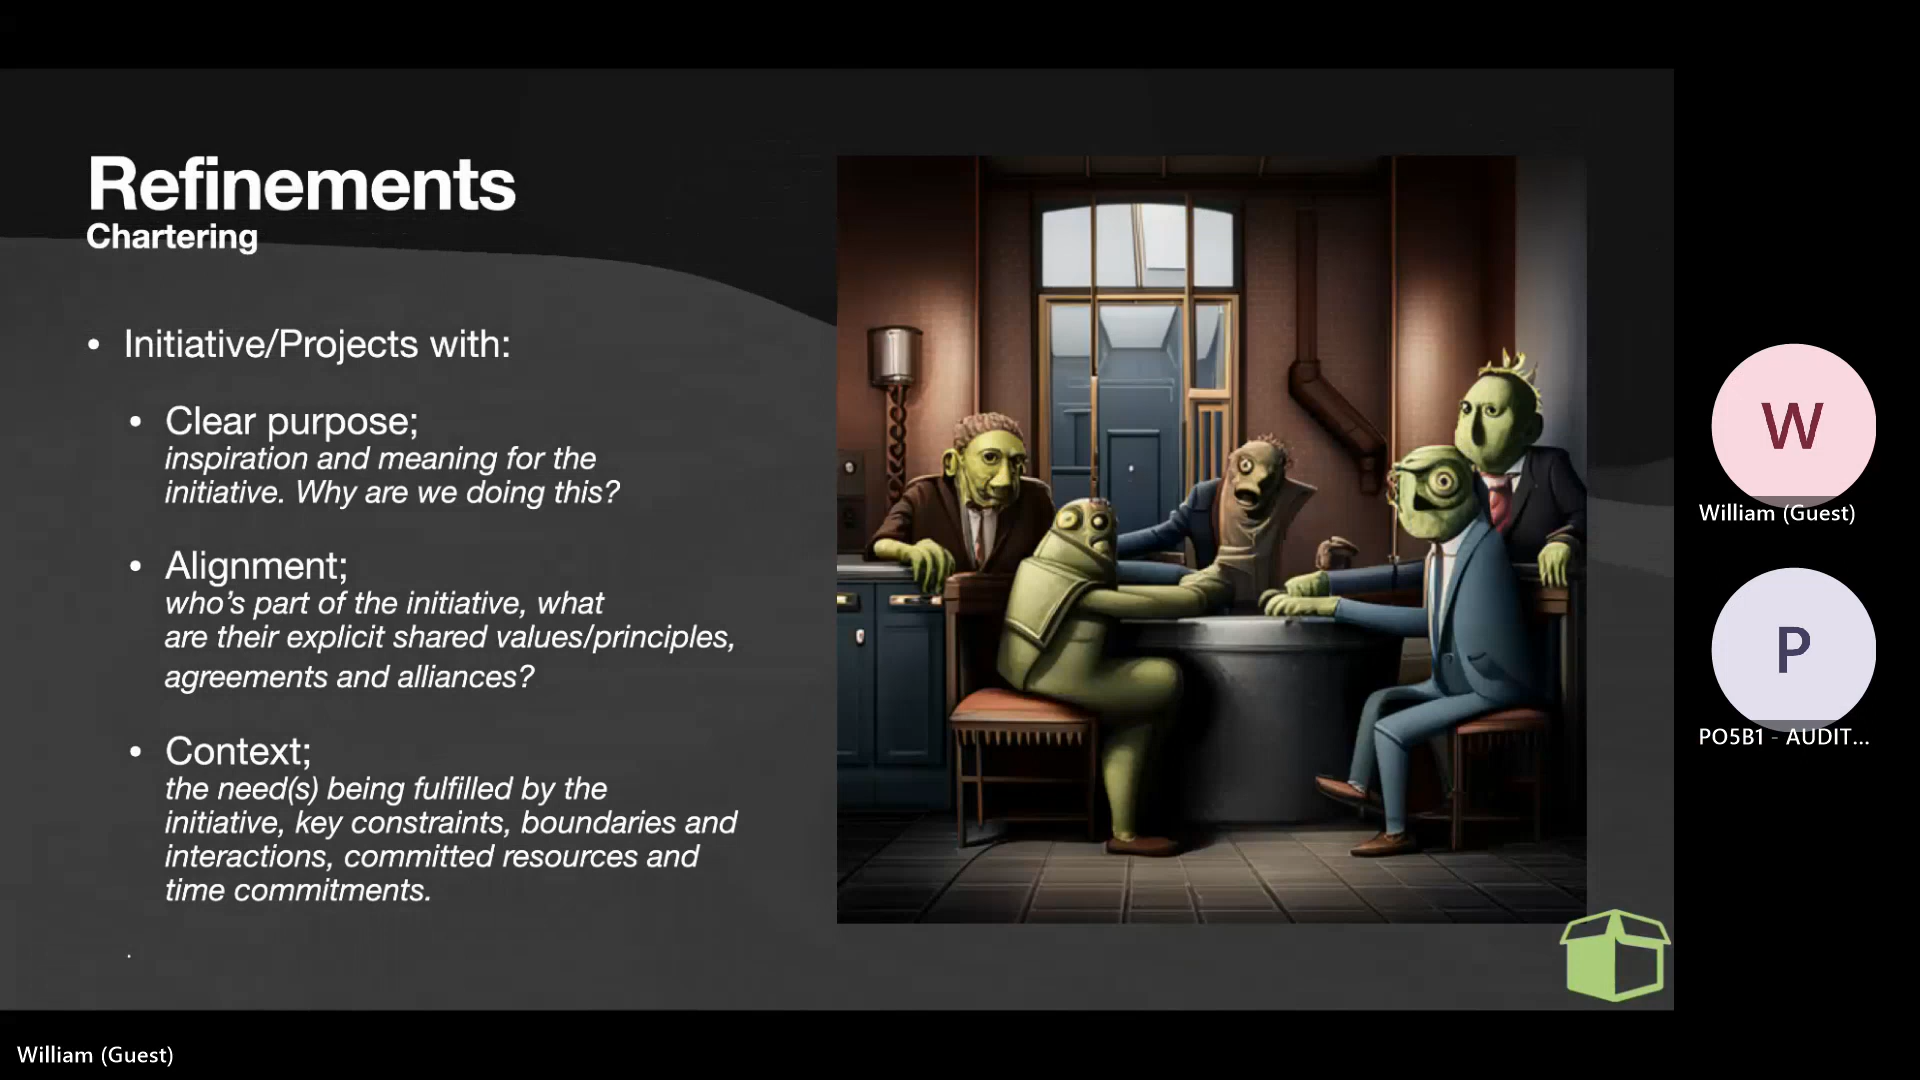 Refinements
Chartering
• Initiative/Projects with:
• Clear purpose;
inspiration and meaning for the
initiative. Why are we doing this?
• Alignment;
who's part of the initiative, what
are their explicit shared values/principles,
agreements and alliances?
• Context;
the need(s) being fulfilled by the
initiative, key constraints, boundaries and
interactions, committed resources and
time commitments.
.
W
William (Guest)
P
PO5B1 - AUDIT...
William (Guest)